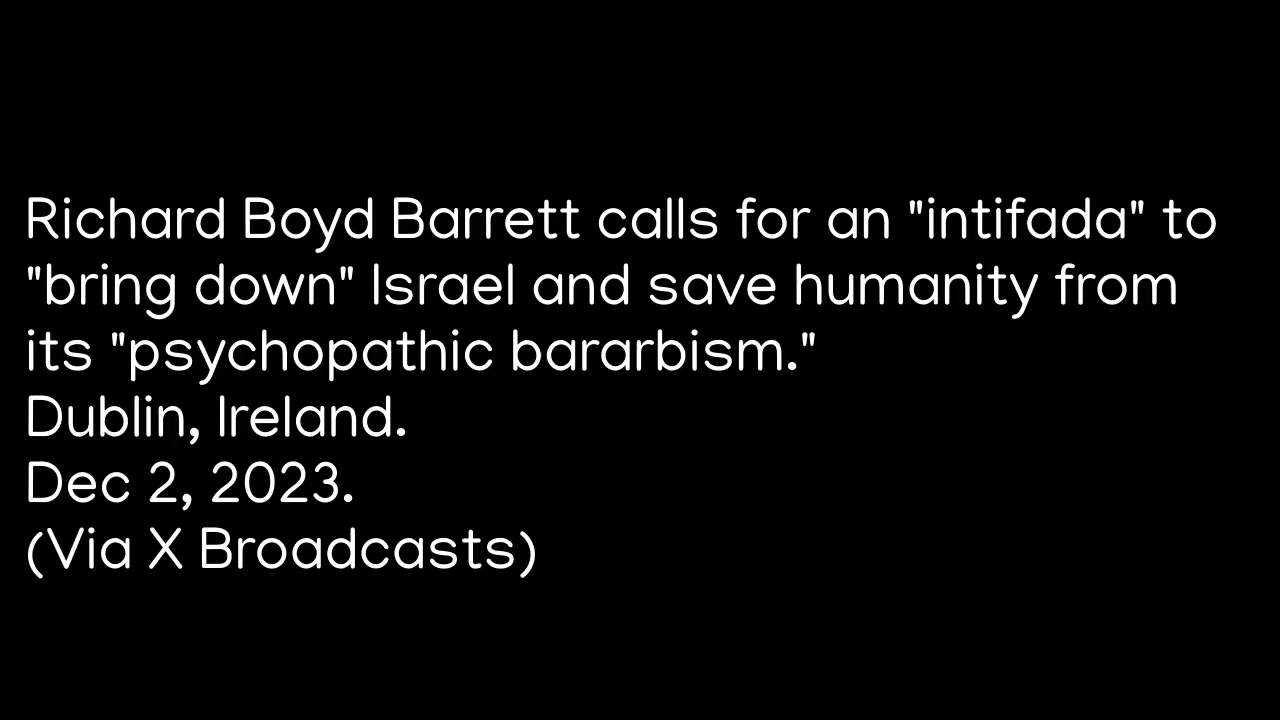 Richard Boyd Barrett calls for an "intifada" to
"bring down" Israel and save humanity from
its "psychopathic bararbism."
Dublin, Ireland.
Dec 2, 2023.
(Via X Broadcasts)